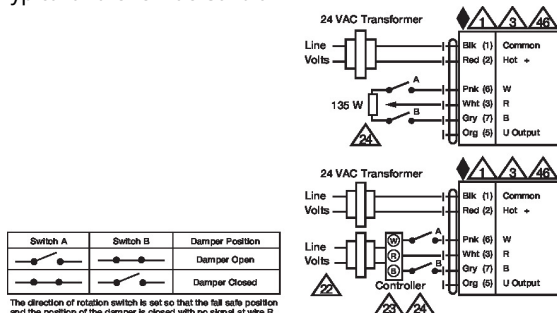 24 VAC Transformer
1 3 46
Line
Volts
Blk (1) Common
Red (2) Hot +
A
Pnk (6) W
135 W
Wht (3) R
B
Gry (7) B
Org (5) U Output
24
24 VAC Transformer
1 3 46
Line
Volts
Blk (1) Common
Red (2) Hot +
A
W
Pnk (6) W
Line
Volts
R
Wht (3) R
B
B
Gry (7) B
Controller
Org (5) U Output
22
23 24
Switch A Switch B Damper Position
Damper Open
Damper Closed
The direction of rotation switch is set so that the fail safe position
and the position of the damper is closed with no signal at wire R